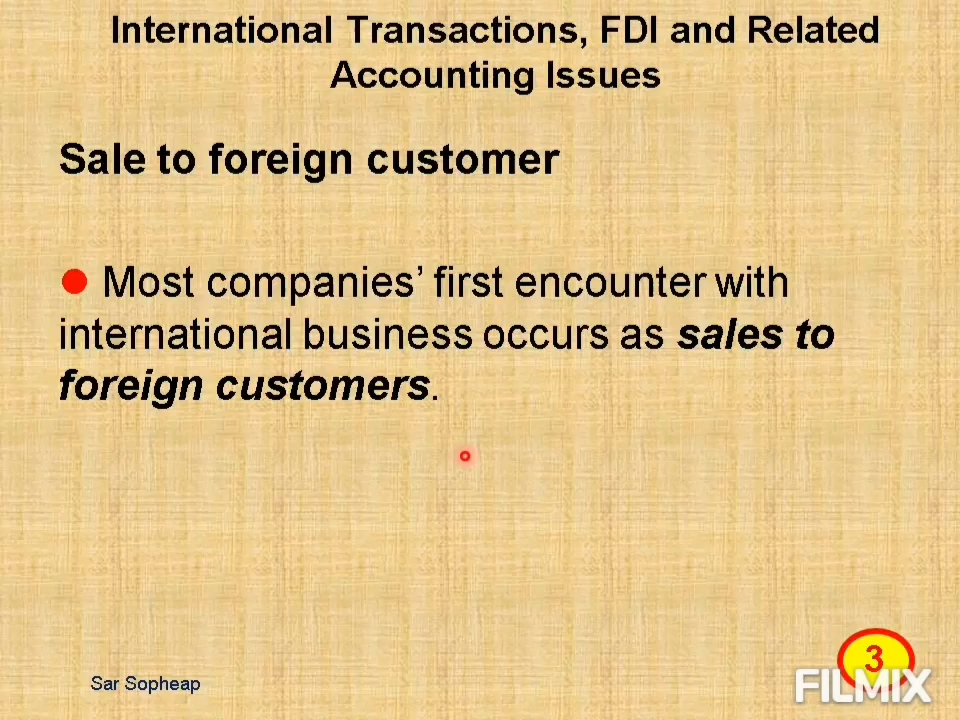 International Transactions, FDI and Related
Accounting Issues
Sale to foreign customer
Most companies’ first encounter with
international business occurs as sales to
foreign customers.
3
FILMIX
Sar Sopheap